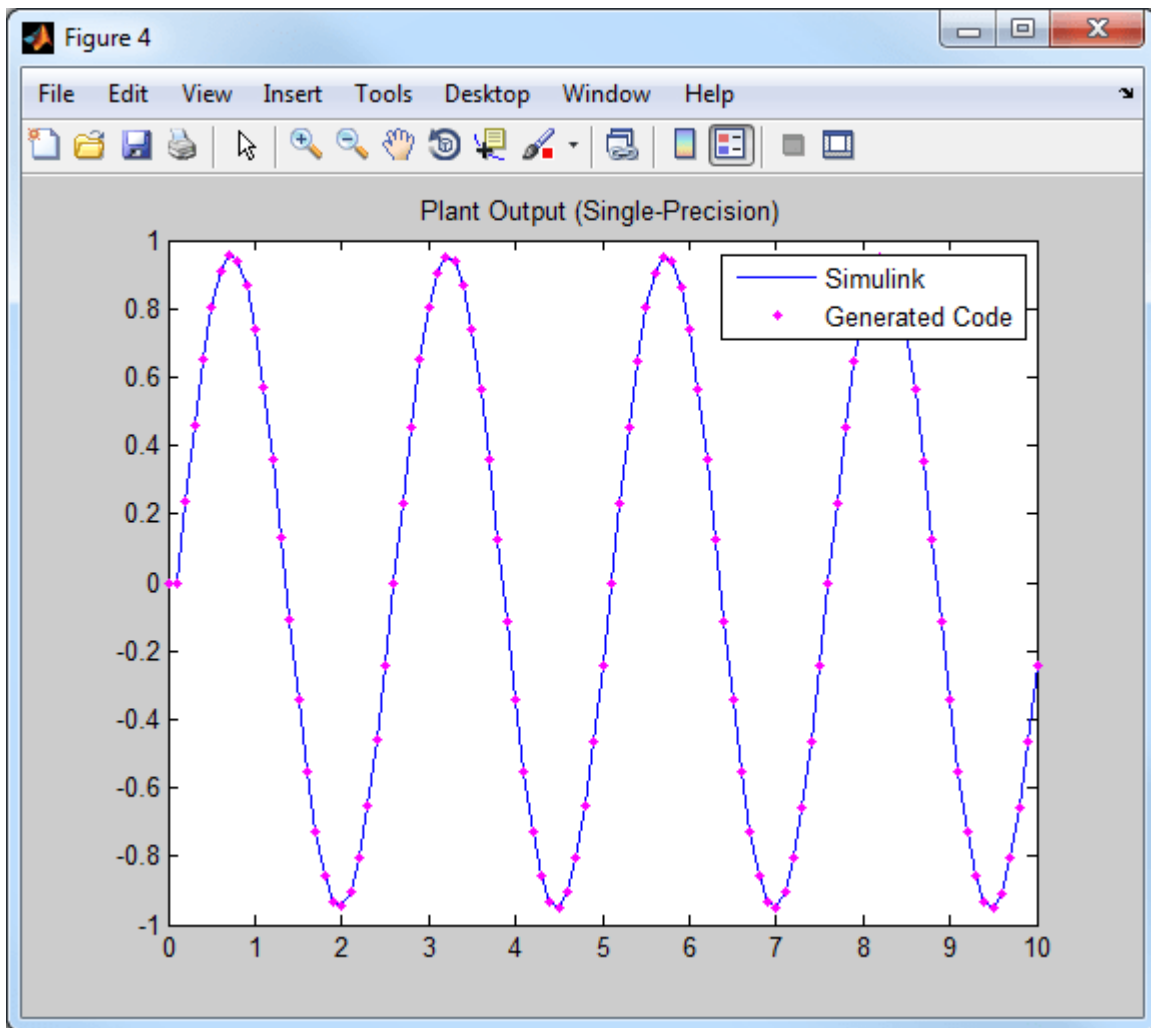 Figure 4
File Edit View Insert Tools Desktop Window Help
Plant Output (Single-Precision)
Simulink
Generated Code
1
0.8
0.6
0.4
0.2
0
-0.2
-0.4
-0.6
-0.8
-1
0 1 2 3 4 5 6 7 8 9 10